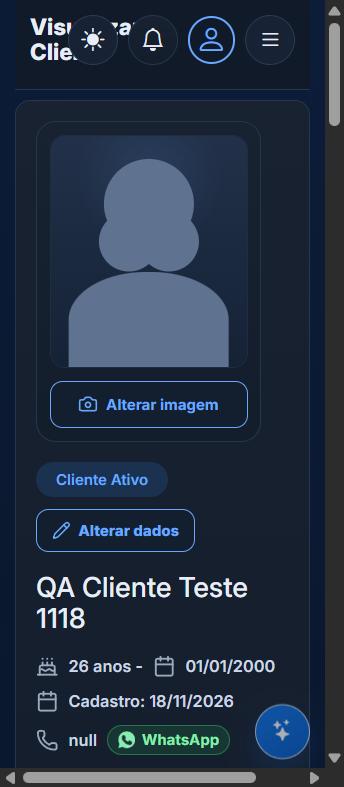 Alterar imagem
Cliente Ativo
Alterar dados
QA Cliente Teste
1118
26 anos - 01/01/2000
Cadastro: 18/11/2026
null WhatsApp